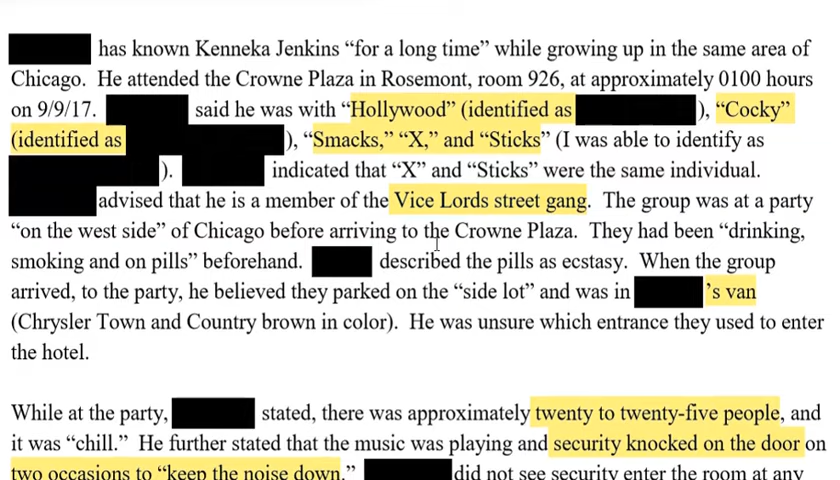 has known Kenneka Jenkins “for a long time” while growing up in the same area of
Chicago. He attended the Crowne Plaza in Rosemont, room 926, at approximately 0100 hours
on 9/9/17. said he was with “Hollywood” (identified as ), “Cocky”
(identified as ), “Smacks,” “X,” and “Sticks” (I was able to identify as
). indicated that “X” and “Sticks” were the same individual.
advised that he is a member of the Vice Lords street gang. The group was at a party
“on the west side” of Chicago before arriving to the Crowne Plaza. They had been “drinking,
smoking and on pills” beforehand. described the pills as ecstasy. When the group
arrived, to the party, he believed they parked on the “side lot” and was in ’s van
(Chrysler Town and Country brown in color). He was unsure which entrance they used to enter
the hotel.
While at the party, stated, there was approximately twenty to twenty-five people, and
it was “chill.” He further stated that the music was playing and security knocked on the door on
two occasions to “keep the noise down.” did not see security enter the room at any